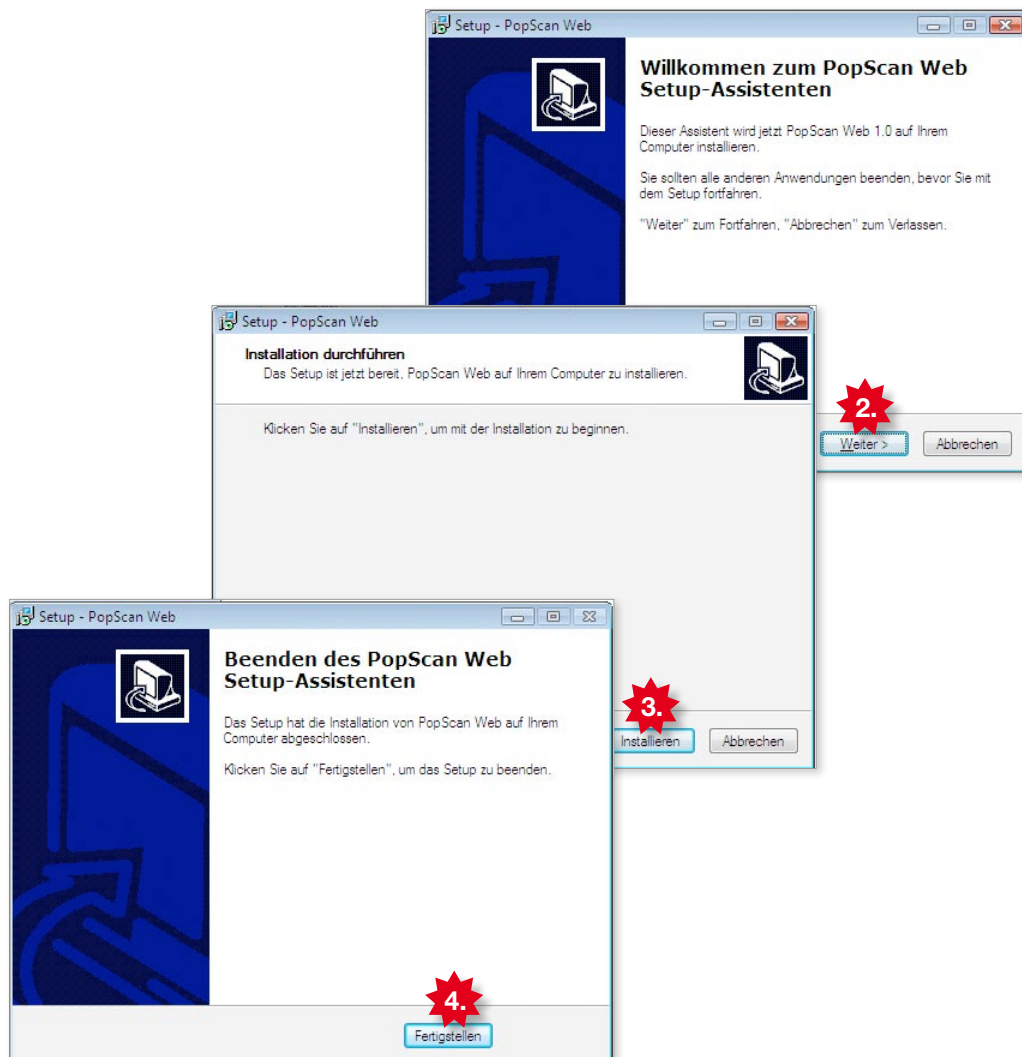 Setup - PopScan Web
Willkommen zum PopScan Web
Setup-Assistenten
Dieser Assistent wird jetzt PopScan Web 1.0 auf Ihrem
Computer installieren.
Sie sollten alle anderen Anwendungen beenden, bevor Sie mit
dem Setup fortfahren.
"Weiter" zum Fortfahren, "Abbrechen" zum Verlassen.
2.
Weiter > Abbrechen
Setup - PopScan Web
Installation durchführen
Das Setup ist jetzt bereit, PopScan Web auf Ihrem Computer zu installieren.
Klicken Sie auf "Installieren", um mit der Installation zu beginnen.
3.
Installieren Abbrechen
Setup - PopScan Web
Beenden des PopScan Web
Setup-Assistenten
Das Setup hat die Installation von PopScan Web auf Ihrem
Computer abgeschlossen.
Klicken Sie auf "Fertigstellen", um das Setup zu beenden.
4.
Fertigstellen